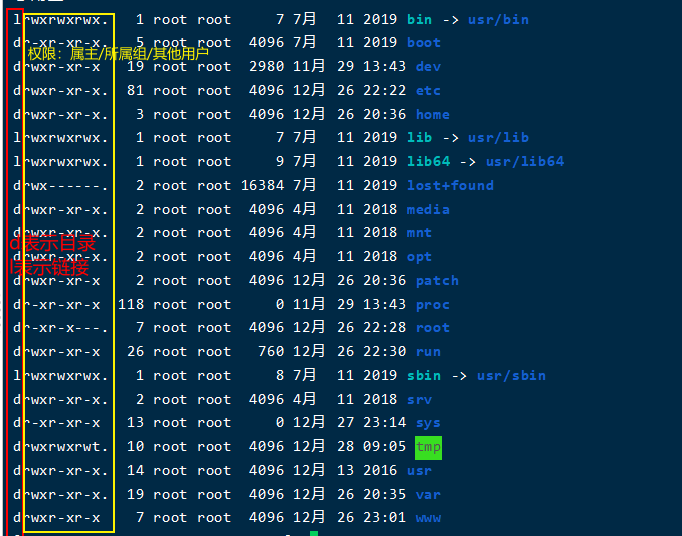 lrwxrwxrwx. 1 root root 7 7月 11 2019 bin -> usr/bin
dr-xr-xr-x. 5 root root 4096 7月 11 2019 boot
权限：属主/所属组/其他用户
drwxr-xr-x 19 root root 2980 11月 29 13:43 dev
drwxr-xr-x. 81 root root 4096 12月 26 22:22 etc
drwxr-xr-x. 3 root root 4096 12月 26 20:36 home
lrwxrwxrwx. 1 root root 7 7月 11 2019 lib -> usr/lib
lrwxrwxrwx. 1 root root 9 7月 11 2019 lib64 -> usr/lib64
drwx------. 2 root root 16384 7月 11 2019 lost+found
drwxr-xr-x. 2 root root 4096 4月 11 2018 media
drwxr-xr-x. 2 root root 4096 4月 11 2018 mnt
d表示目录
drwxr-xr-x. 2 root root 4096 4月 11 2018 opt
l表示链接
drwxr-xr-x 2 root root 4096 12月 26 20:36 patch
dr-xr-xr-x 118 root root 0 11月 29 13:43 proc
dr-xr-x---. 7 root root 4096 12月 26 22:28 root
drwxr-xr-x 26 root root 760 12月 26 22:30 run
lrwxrwxrwx. 1 root root 8 7月 11 2019 sbin -> usr/sbin
drwxr-xr-x. 2 root root 4096 4月 11 2018 srv
dr-xr-xr-x 13 root root 0 12月 27 23:14 sys
drwxrwxrwt. 10 root root 4096 12月 28 09:05 tmp
drwxr-xr-x. 14 root root 4096 12月 13 2016 usr
drwxr-xr-x. 19 root root 4096 12月 26 20:35 var
drwxr-xr-x 7 root root 4096 12月 26 23:01 www